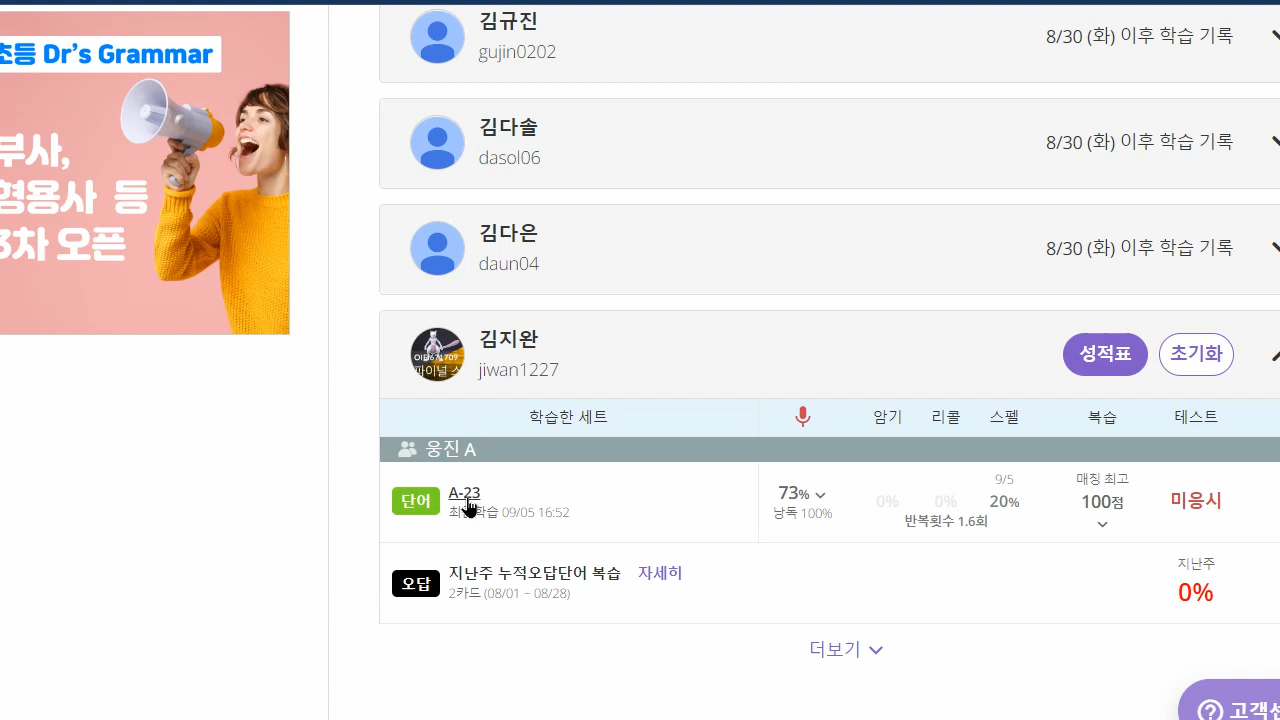 초등 Dr's Grammar
부사,
형용사 등
3차 오픈
김규진
gujin0202
8/30 (화) 이후 학습 기록
김다솔
dasol06
8/30 (화) 이후 학습 기록
김다은
daun04
8/30 (화) 이후 학습 기록
김지완
jiwan1227
성적표
초기화
학습한 세트
암기
리콜
스펠
복습
테스트
웅진 A
단어
A-23
학습 09/05 16:52
73%
낭독 100%
0%
0%
9/5
20%
반복횟수 1.6회
매칭 최고
100점
미응시
오답
지난주 누적오답단어 복습 자세히
2카드 (08/01 ~ 08/28)
지난주
0%
더보기
고객센